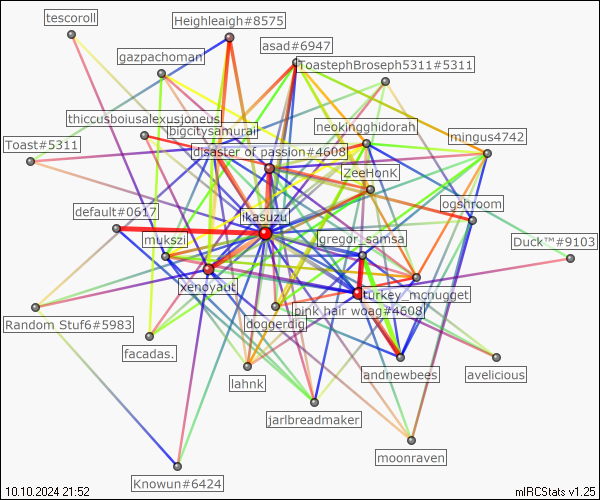 tescoroll
Heighleaigh#8575
asad#6947
gazpachoman
ToastephBroseph5311#5311
thiccusboiusalexusjoneus
neokingghidorah
bigcitysamurai
mingus4742
Toast#5311
disaster of passion#4608
ZeeHonk
ogshroom
default#0617
ikasuzu
mukszi
gregor_samsa
Duck™#9103
xenoyaut
turkey_mcnugget
pink hair woag#4608
Random Stuf6#5983
doggerdig
facadas.
lahnk
andnewbees
avelicious
jarlbreadmaker
moonraven
Knowun#6424
10.10.2024 21:52
mIRCStats v1.25